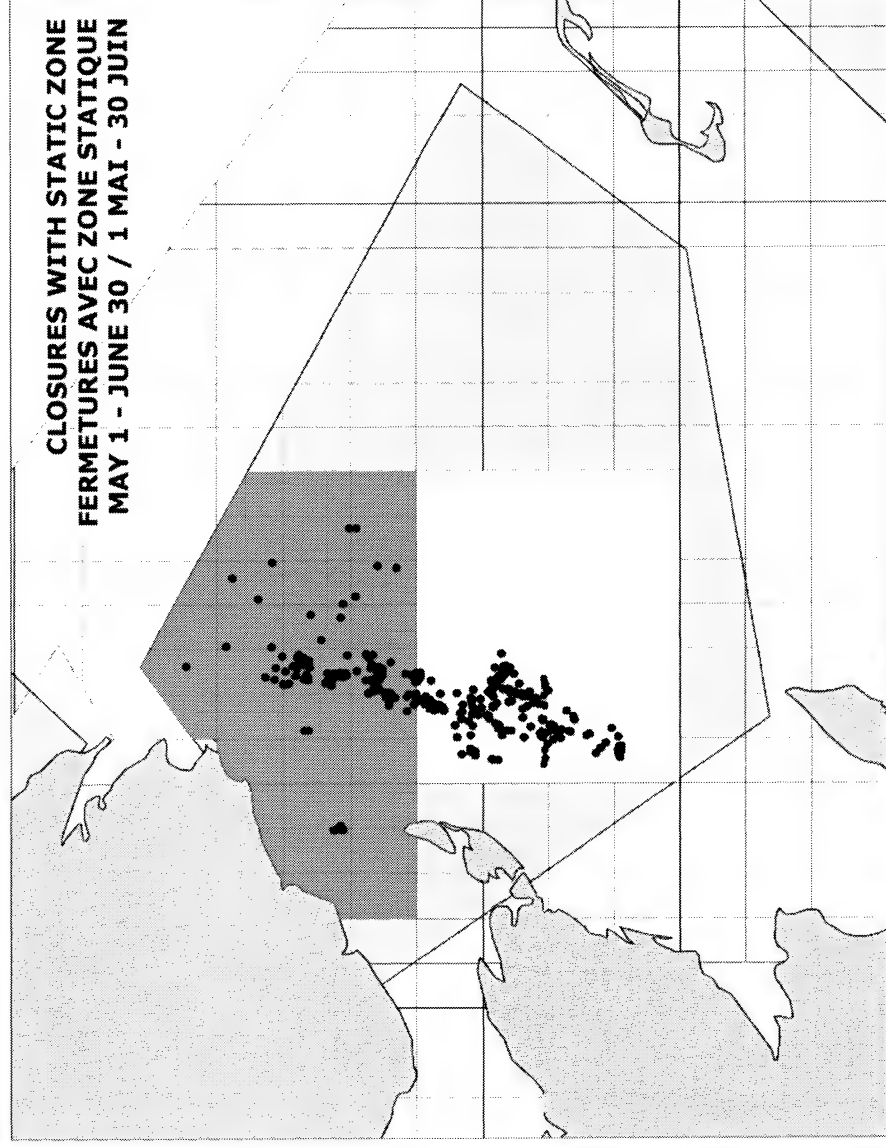 CLOSURES WITH STATIC ZONE
FERMETURES AVEC ZONE STATIQUE
MAY 1 - JUNE 30 / 1 MAI - 30 JUIN